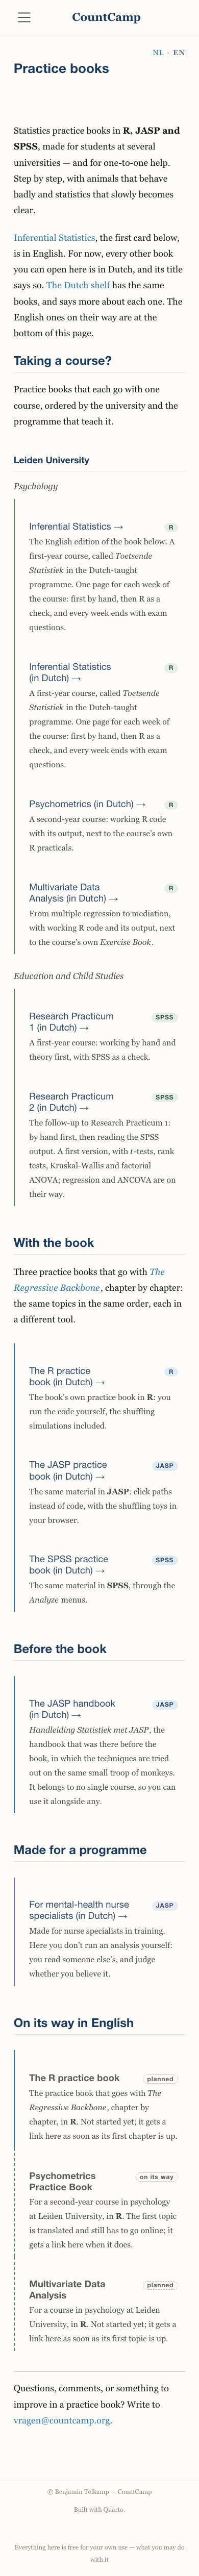 CountCamp
NL · EN
Practice books
Statistics practice books in R, JASP and
SPSS, made for students at several
universities — and for one-to-one help.
Step by step, with animals that behave
badly and statistics that slowly becomes
clear.
Inferential Statistics, the first card below,
is in English. For now, every other book
you can open here is in Dutch, and its title
says so. The Dutch shelf has the same
books, and says more about each one. The
English ones on their way are at the
bottom of this page.
Taking a course?
Practice books that each go with one
course, ordered by the university and the
programme that teach it.
Leiden University
Psychology
Inferential Statistics → R
The English edition of the book below. A
first-year course, called Toetsende
Statistiek in the Dutch-taught
programme. One page for each week of
the course: first by hand, then R as a
check, and every week ends with exam
questions.
Inferential Statistics R
(in Dutch) →
A first-year course, called Toetsende
Statistiek in the Dutch-taught
programme. One page for each week of
the course: first by hand, then R as a
check, and every week ends with exam
questions.
Psychometrics (in Dutch) → R
A second-year course: working R code
with its output, next to the course's own
R practicals.
Multivariate Data R
Analysis (in Dutch) →
From multiple regression to mediation,
with working R code and its output, next
to the course's own Exercise Book.
Education and Child Studies
Research Practicum SPSS
1 (in Dutch) →
A first-year course: working by hand and
theory first, with SPSS as a check.
Research Practicum SPSS
2 (in Dutch) →
The follow-up to Research Practicum 1:
by hand first, then reading the SPSS
output. A first version, with t-tests, rank
tests, Kruskal-Wallis and factorial
ANOVA; regression and ANCOVA are on
their way.
With the book
Three practice books that go with The
Regressive Backbone, chapter by chapter:
the same topics in the same order, each in
a different tool.
The R practice R
book (in Dutch) →
The book's own practice book in R: you
run the code yourself, the shuffling
simulations included.
The JASP practice JASP
book (in Dutch) →
The same material in JASP: click paths
instead of code, with the shuffling toys in
your browser.
The SPSS practice SPSS
book (in Dutch) →
The same material in SPSS, through the
Analyze menus.
Before the book
The JASP handbook JASP
(in Dutch) →
Handleiding Statistiek met JASP, the
handbook that was there before the
book, in which the techniques are tried
out on the same small troop of monkeys.
It belongs to no single course, so you can
use it alongside any.
Made for a programme
For mental-health nurse JASP
specialists (in Dutch) →
Made for nurse specialists in training.
Here you don't run an analysis yourself:
you read someone else's, and judge
whether you believe it.
On its way in English
The R practice book planned
The practice book that goes with The
Regressive Backbone, chapter by
chapter, in R. Not started yet; it gets a
link here as soon as its first chapter is up.
Psychometrics on its way
Practice Book
For a second-year course in psychology
at Leiden University, in R. The first topic
is translated and still has to go online; it
gets a link here when it does.
Multivariate Data planned
Analysis
For a course in psychology at Leiden
University, in R. Not started yet; it gets a
link here as soon as its first topic is up.
Questions, comments, or something to
improve in a practice book? Write to
vragen@countcamp.org.
© Benjamin Telkamp — CountCamp
Built with Quarto.
Everything here is free for your own use — what you may do
with it